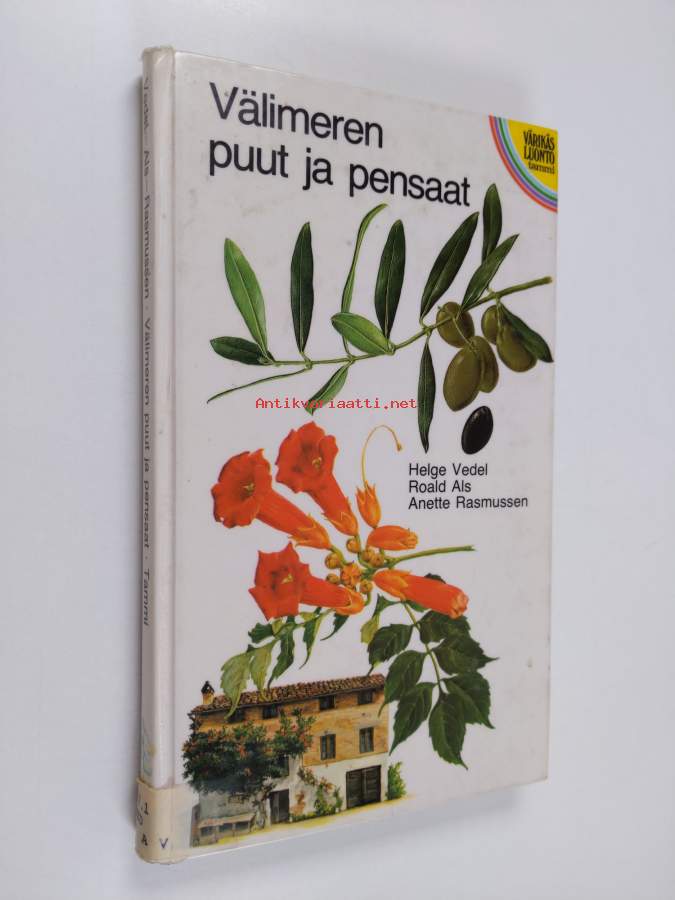 Välimeren
puut ja pensaat
VÄRIKÄS
LUONTO
tammi
Antikvariaatti.net
Helge Vedel
Roald Als
Anette Rasmussen
Vedel · Als – Rasmussen · Välimeren puut ja pensaat · Tammi
A V